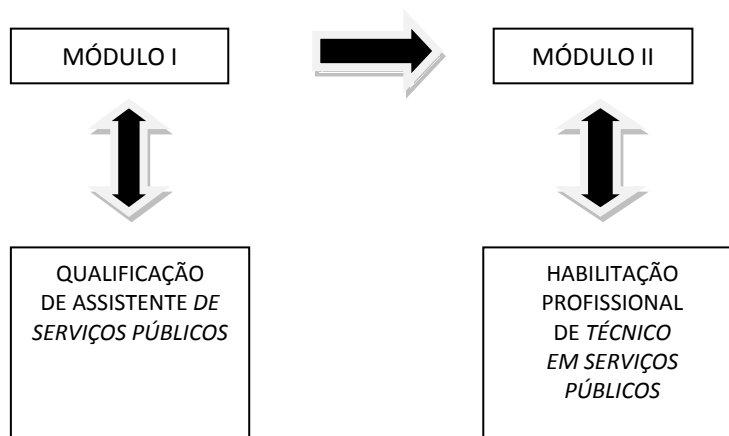 MÓDULO I
MÓDULO II
QUALIFICAÇÃO
DE ASSISTENTE DE
SERVIÇOS PÚBLICOS
HABILITAÇÃO
PROFISSIONAL
DE TÉCNICO
EM SERVIÇOS
PÚBLICOS